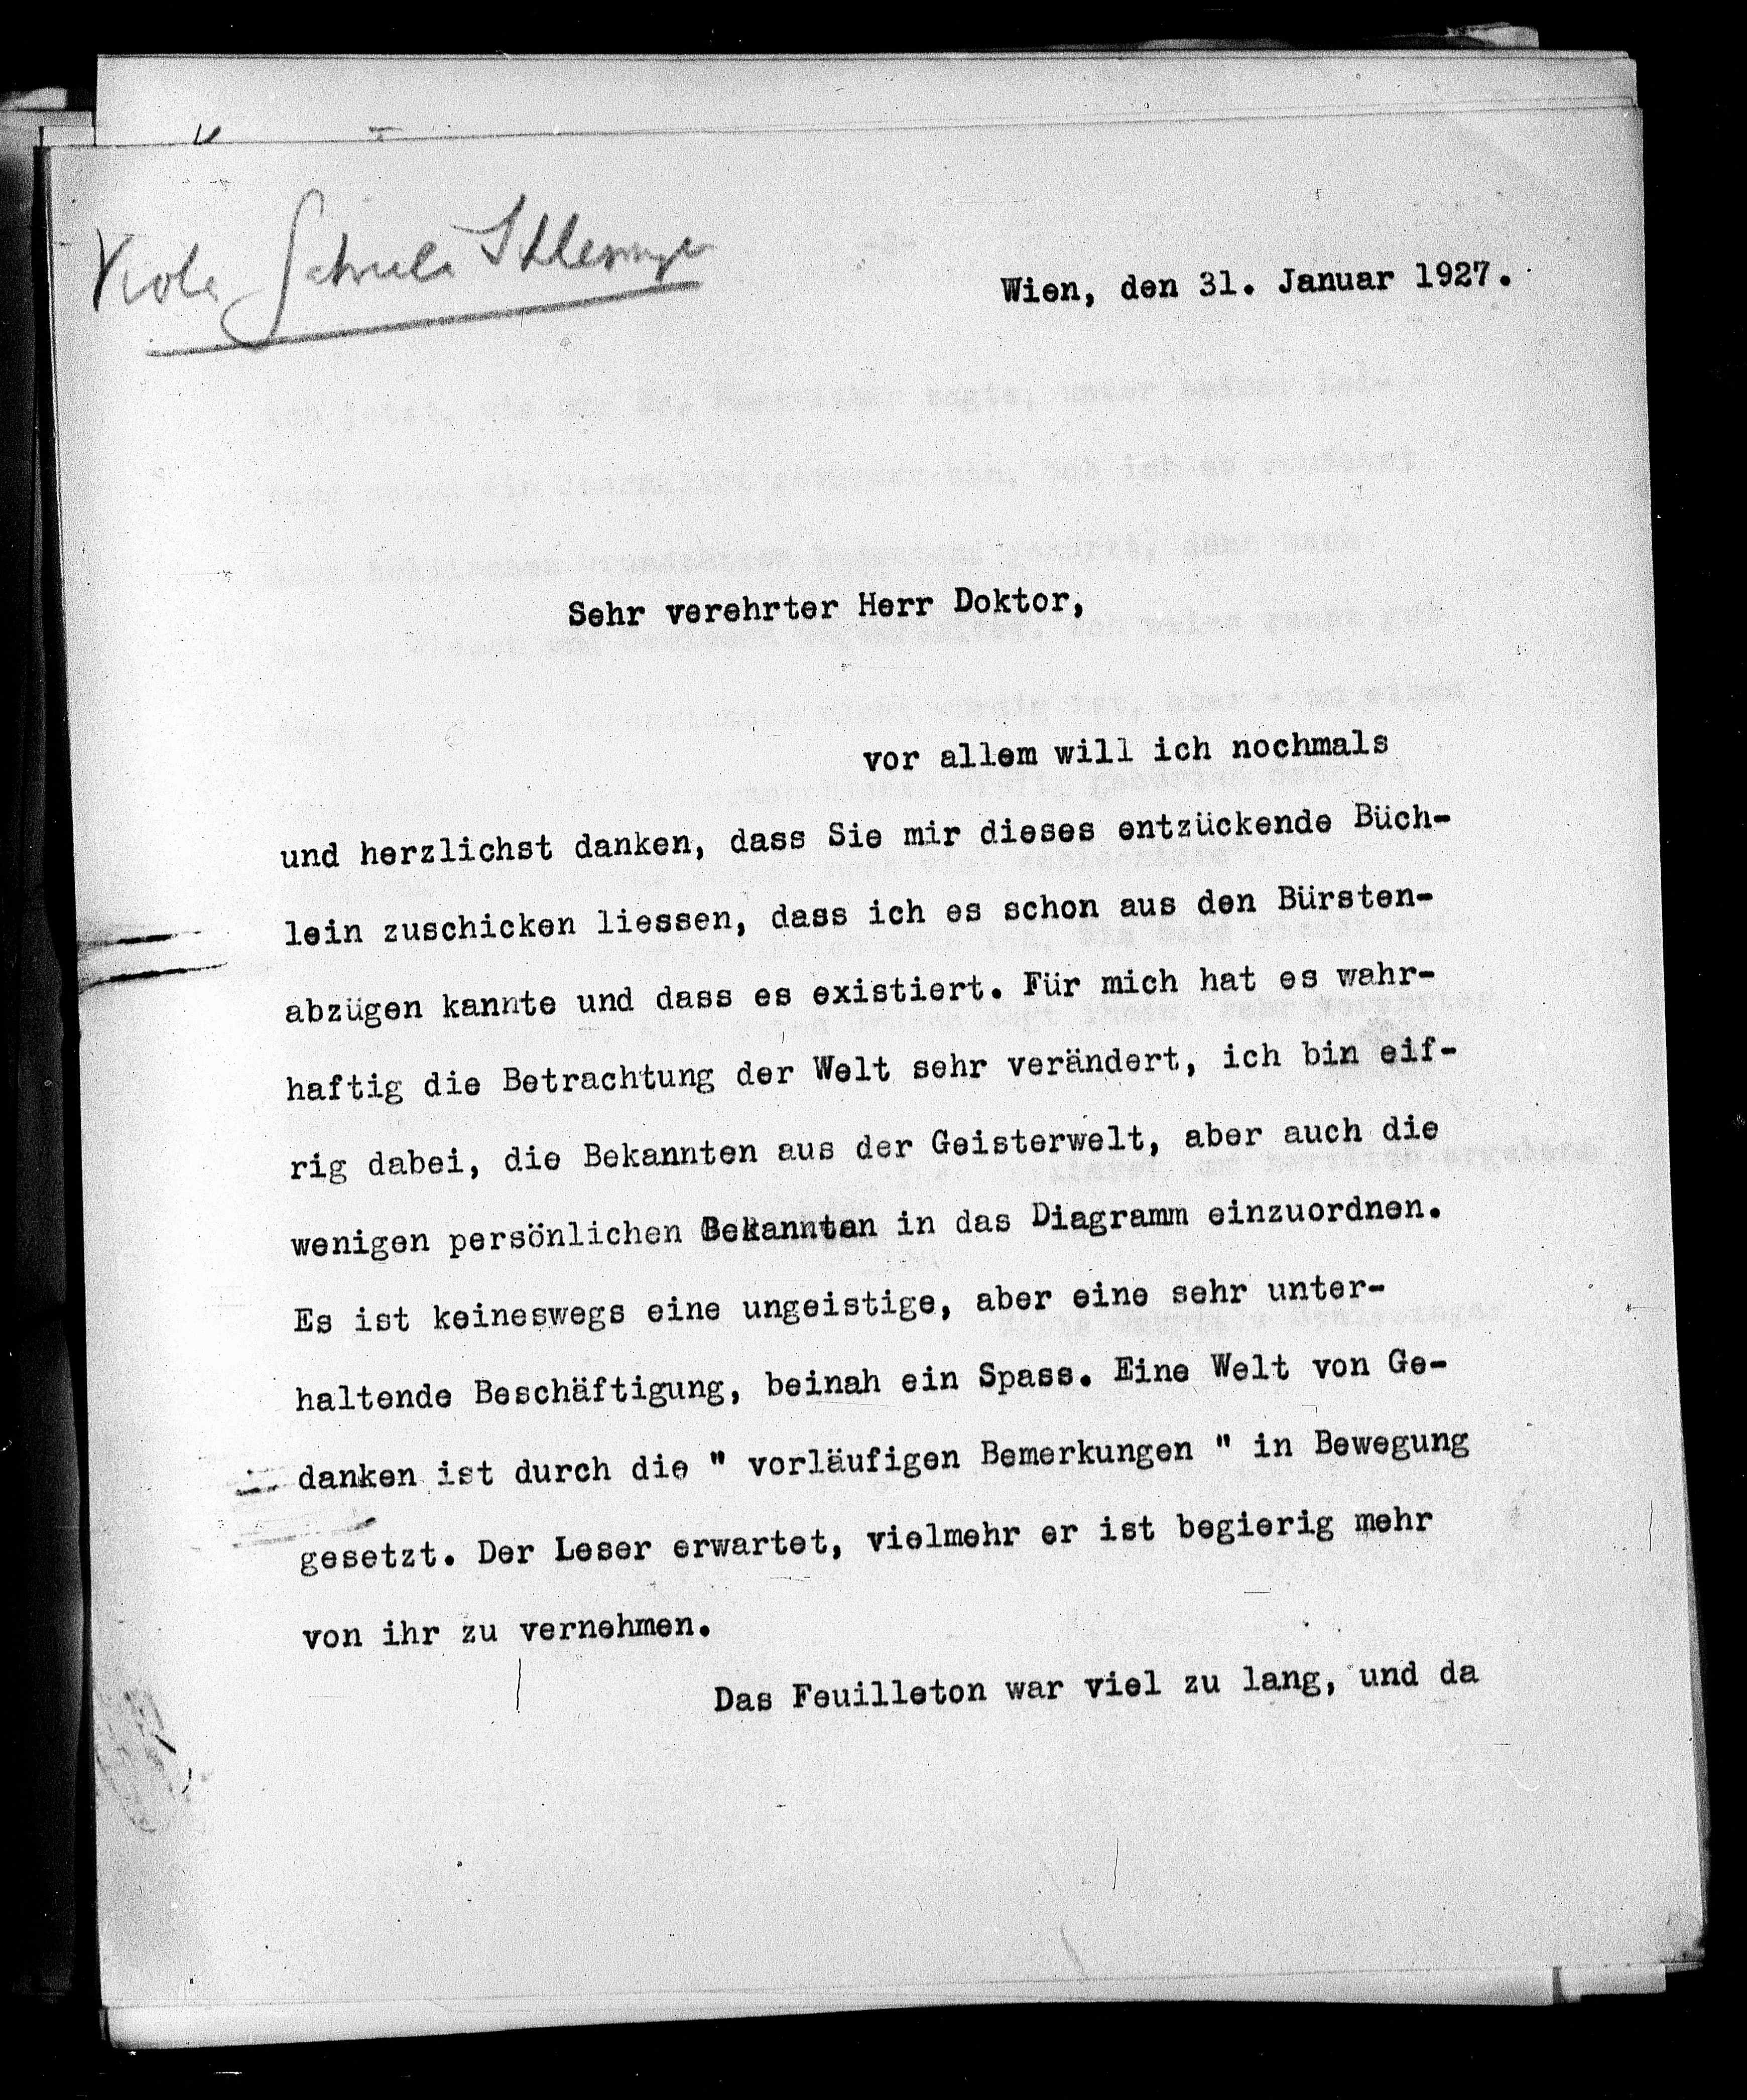 Viola
Wien, den 31. Januar 1927.
Sehr verehrter Herr Doktor,
vor allem will ich nochmals
und herzlichst danken, dass Sie mir dieses entzückende Büch-
lein zuschicken liessen, dass ich es schon aus den Bürsten-
abzügen kannte und dass es existiert. Für mich hat es wahr-
haftig die Betrachtung der Welt sehr verändert, ich bin eif-
rig dabei, die Bekannten aus der Geisterwelt, aber auch die
wenigen persönlichen Bekannten in das Diagramm einzuordnen.
Es ist keineswegs eine ungeistige, aber eine sehr unter-
haltende Beschäftigung, beinah ein Spass. Eine Welt von Ge-
danken ist durch die " vorläufigen Bemerkungen " in Bewegung
gesetzt. Der Leser erwartet, vielmehr er ist begierig mehr
von ihr zu vernehmen.
Das Feuilleton war viel zu lang, und da